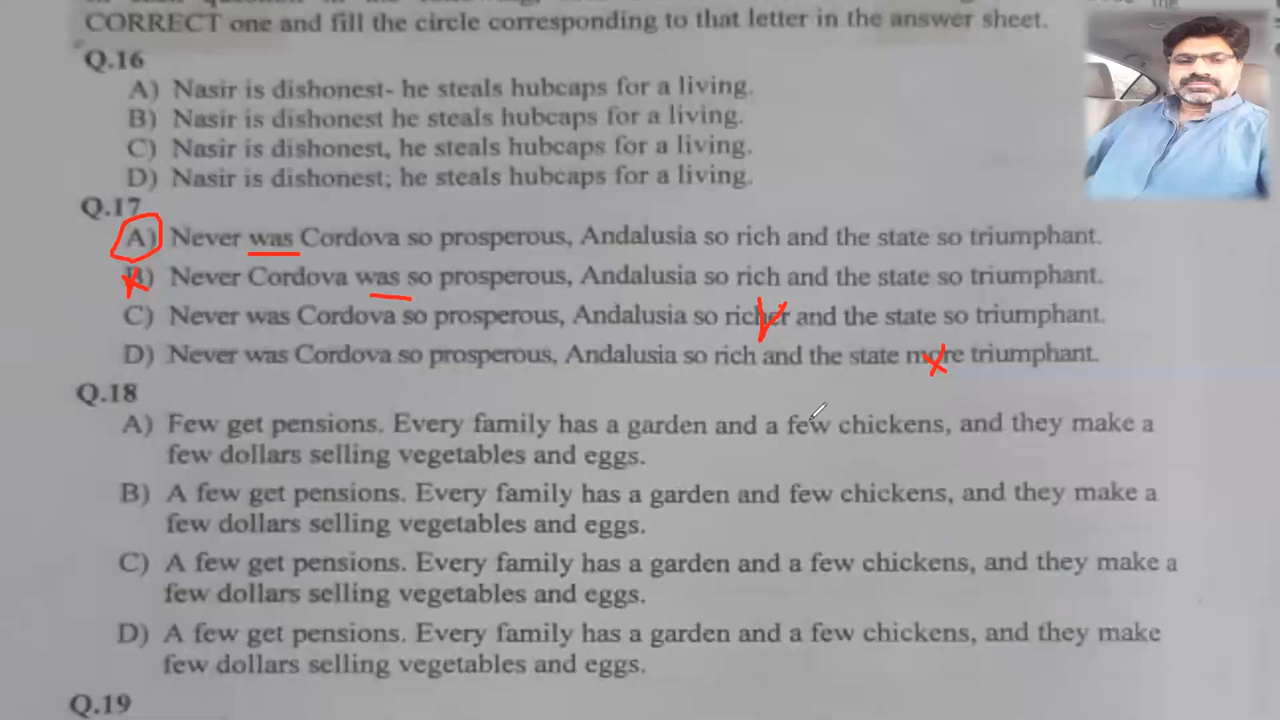 CORRECT one and fill the circle corresponding to that letter in the answer sheet.
Q.16
A) Nasir is dishonest- he steals hubcaps for a living.
B) Nasir is dishonest he steals hubcaps for a living.
C) Nasir is dishonest, he steals hubcaps for a living.
D) Nasir is dishonest; he steals hubcaps for a living.
Q.17
A) Never was Cordova so prosperous, Andalusia so rich and the state so triumphant.
B) Never Cordova was so prosperous, Andalusia so rich and the state so triumphant.
C) Never was Cordova so prosperous, Andalusia so richer and the state so triumphant.
D) Never was Cordova so prosperous, Andalusia so rich and the state more triumphant.
Q.18
A) Few get pensions. Every family has a garden and a few chickens, and they make a
few dollars selling vegetables and eggs.
B) A few get pensions. Every family has a garden and few chickens, and they make a
few dollars selling vegetables and eggs.
C) A few get pensions. Every family has a garden and a few chickens, and they make a
few dollars selling vegetables and eggs.
D) A few get pensions. Every family has a garden and a few chickens, and they make
few dollars selling vegetables and eggs.
Q.19